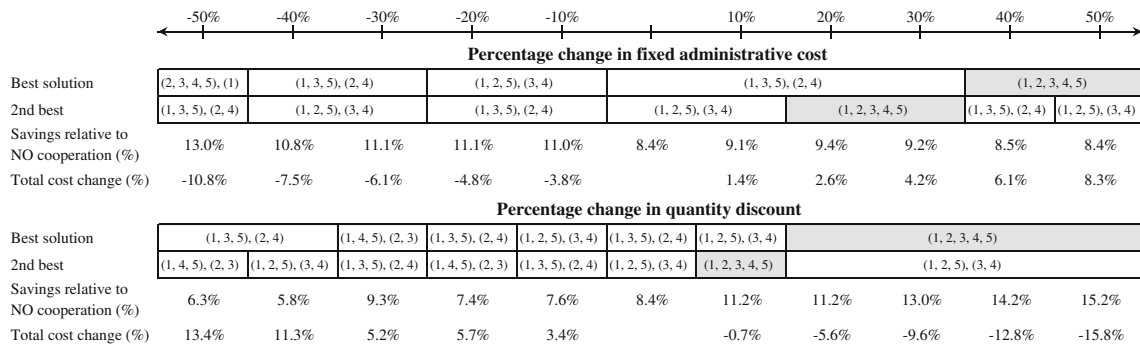 -50% -40% -30% -20% -10% 10% 20% 30% 40% 50%
Percentage change in fixed administrative cost
Best solution (2, 3, 4, 5), (1) (1, 3, 5), (2, 4) (1, 2, 5), (3, 4) (1, 3, 5), (2, 4) (1, 2, 3, 4, 5)
2nd best (1, 3, 5), (2, 4) (1, 2, 5), (3, 4) (1, 3, 5), (2, 4) (1, 2, 5), (3, 4) (1, 2, 3, 4, 5) (1, 3, 5), (2, 4) (1, 2, 5), (3, 4)
Savings relative to
NO cooperation (%) 13.0% 10.8% 11.1% 11.1% 11.0% 8.4% 9.1% 9.4% 9.2% 8.5% 8.4%
Total cost change (%) -10.8% -7.5% -6.1% -4.8% -3.8% 1.4% 2.6% 4.2% 6.1% 8.3%
Percentage change in quantity discount
Best solution (1, 3, 5), (2, 4) (1, 4, 5), (2, 3) (1, 3, 5), (2, 4) (1, 2, 5), (3, 4) (1, 3, 5), (2, 4) (1, 2, 5), (3, 4) (1, 2, 3, 4, 5)
2nd best (1, 4, 5), (2, 3) (1, 2, 5), (3, 4) (1, 3, 5), (2, 4) (1, 4, 5), (2, 3) (1, 3, 5), (2, 4) (1, 2, 5), (3, 4) (1, 2, 3, 4, 5) (1, 2, 5), (3, 4)
Savings relative to
NO cooperation (%) 6.3% 5.8% 9.3% 7.4% 7.6% 8.4% 11.2% 11.2% 13.0% 14.2% 15.2%
Total cost change (%) 13.4% 11.3% 5.2% 5.7% 3.4% -0.7% -5.6% -9.6% -12.8% -15.8%